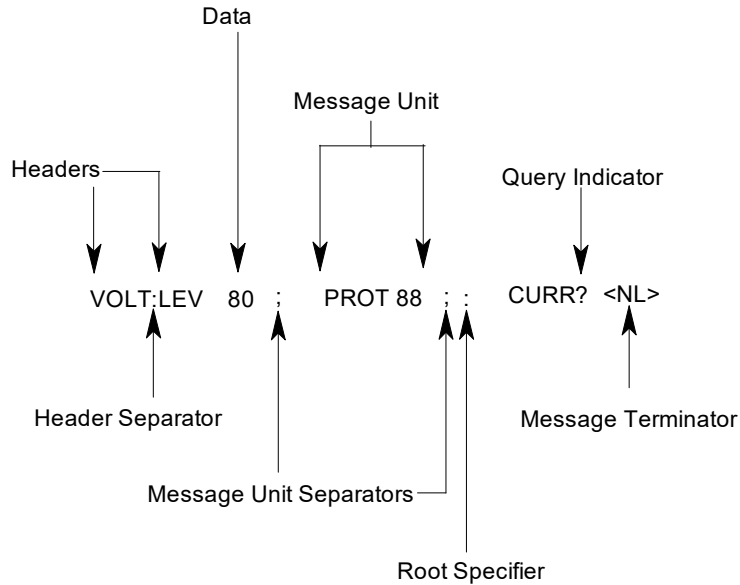 Data
Message Unit
Headers
Query Indicator
VOLT:LEV 80 ; PROT 88 ; : CURR? <NL>
Header Separator
Message Terminator
Message Unit Separators
Root Specifier